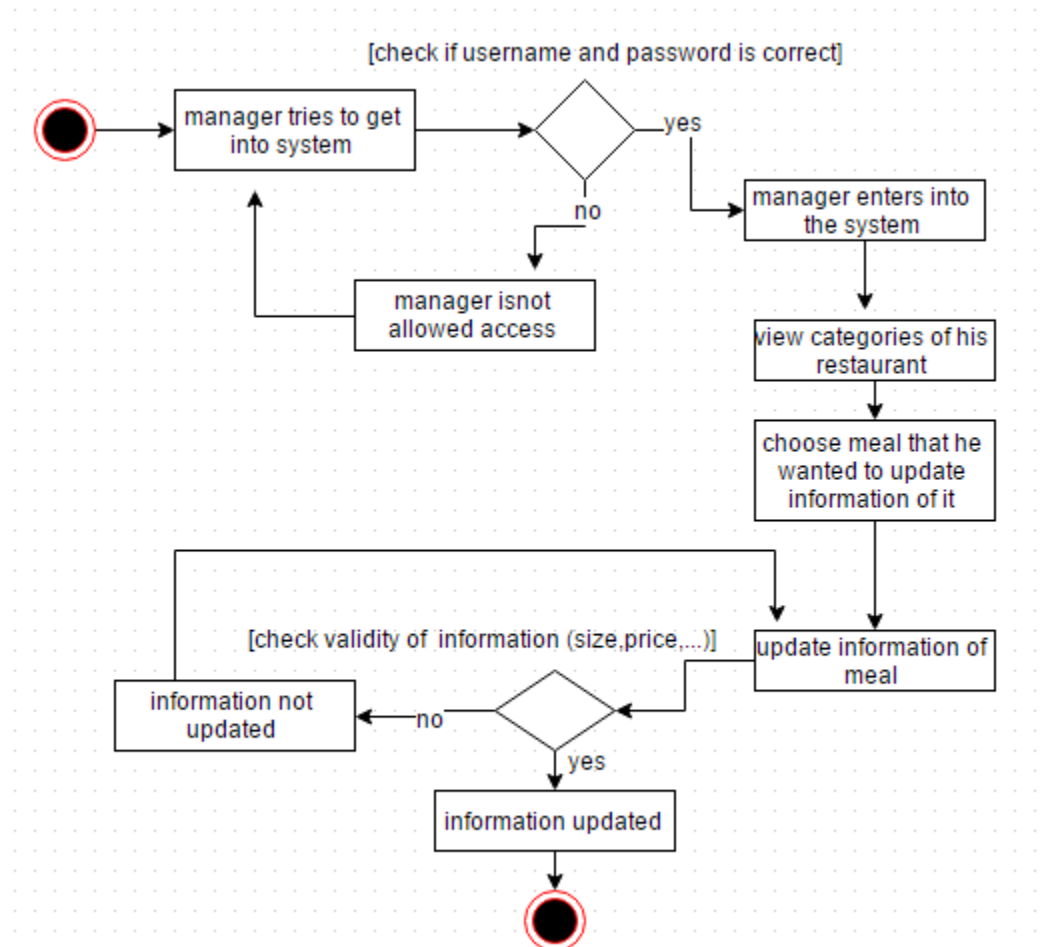 [check if username and password is correct]
manager tries to get
into system
yes
no
manager enters into
the system
manager isnot
allowed access
view categories of his
restaurant
choose meal that he
wanted to update
information of it
[check validity of  information (size,price,...)]
update information of
meal
information not
updated
no
yes
information updated